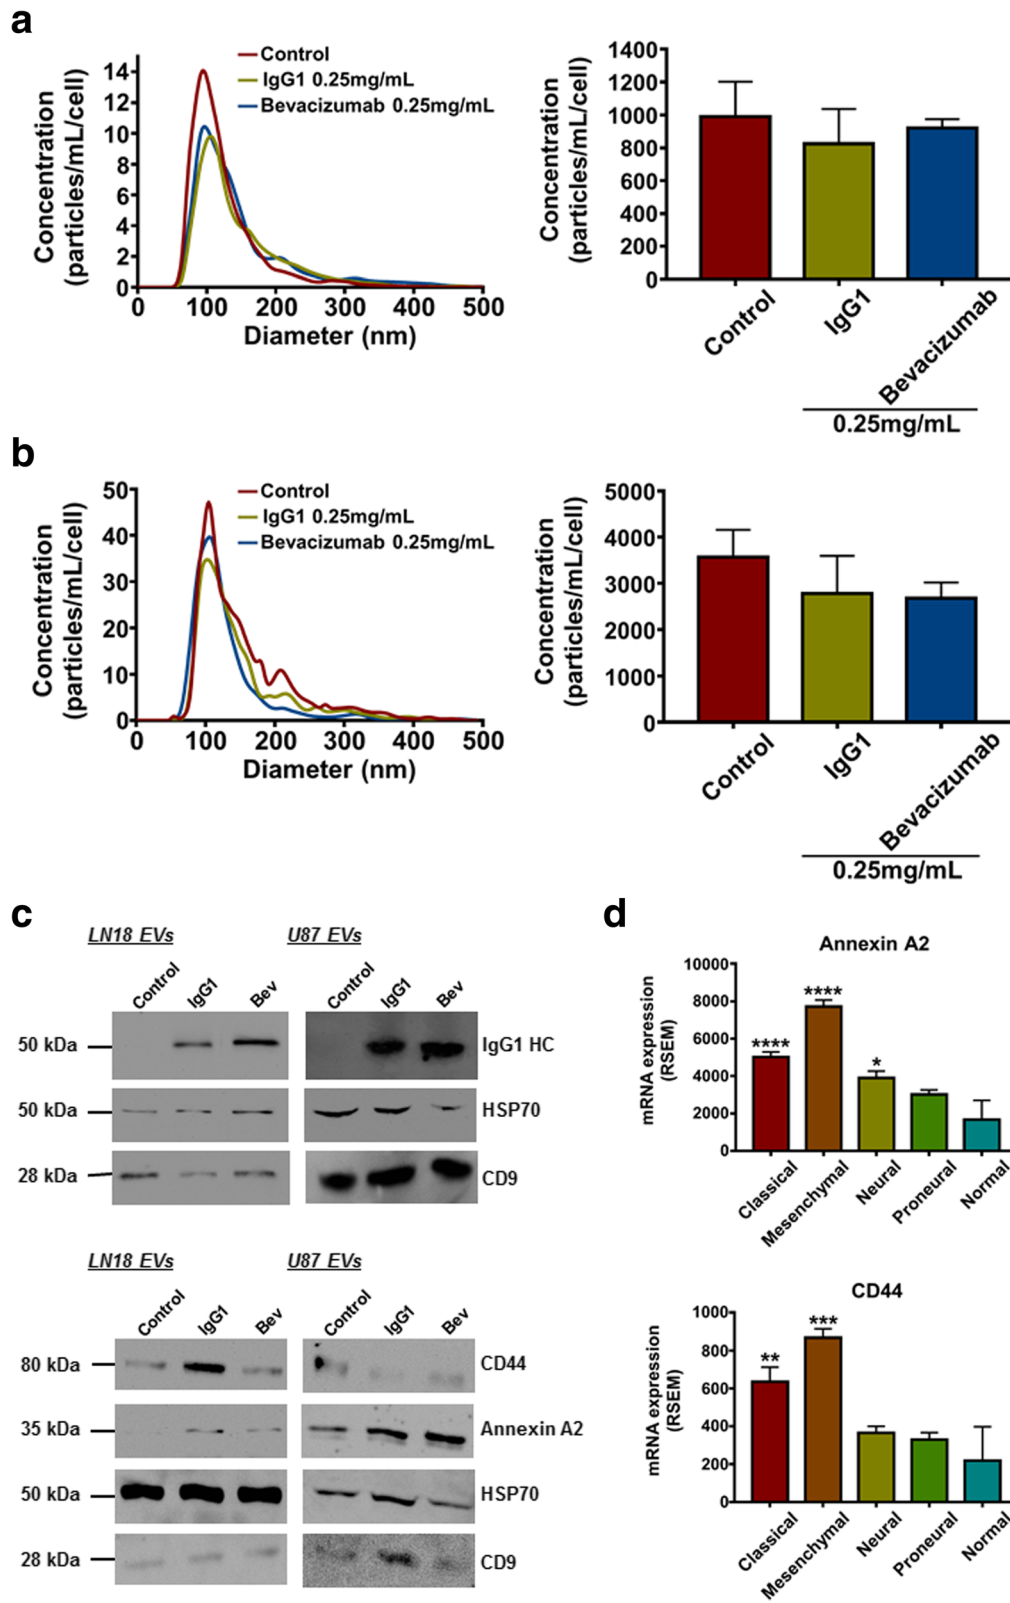 a
Concentration
(particles/mL/cell)
14
12
10
8
6
4
2
0
0 100 200 300 400 500
Diameter (nm)
Control
IgG1 0.25mg/mL
Bevacizumab 0.25mg/mL
Concentration
(particles/mL/cell)
1400
1200
1000
800
600
400
200
0
Control
IgG1
Bevacizumab
0.25mg/mL
b
Concentration
(particles/mL/cell)
50
40
30
20
10
0
0 100 200 300 400 500
Diameter (nm)
Control
IgG1 0.25mg/mL
Bevacizumab 0.25mg/mL
Concentration
(particles/mL/cell)
5000
4000
3000
2000
1000
0
Control
IgG1
Bevacizumab
0.25mg/mL
c
LN18 EVs
U87 EVs
Control IgG1 Bev
Control IgG1 Bev
50 kDa
IgG1 HC
50 kDa
HSP70
28 kDa
CD9
LN18 EVs
U87 EVs
Control IgG1 Bev
Control IgG1 Bev
80 kDa
CD44
35 kDa
Annexin A2
50 kDa
HSP70
28 kDa
CD9
d
Annexin A2
mRNA expression
(RSEM)
10000
8000
6000
4000
2000
0
****
****
*
Classical
Mesenchymal
Neural
Proneural
Normal
CD44
mRNA expression
(RSEM)
1000
800
600
400
200
0
**
***
Classical
Mesenchymal
Neural
Proneural
Normal